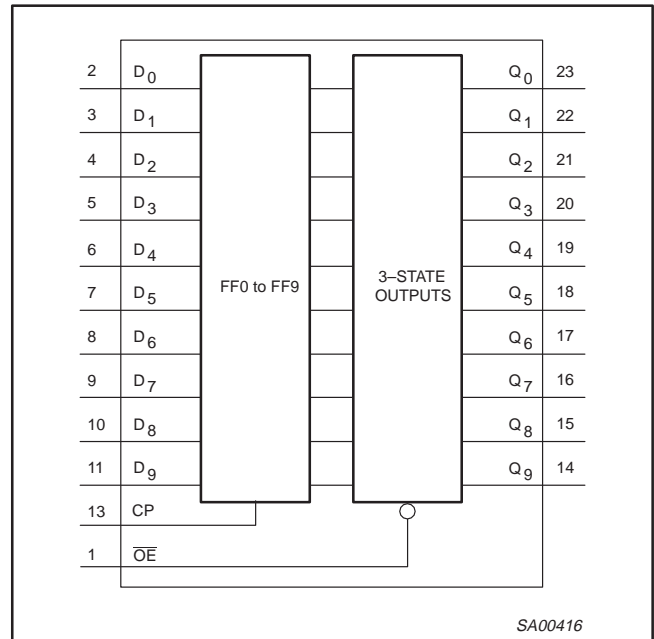 2 D0 Q0 23
3 D1 Q1 22
4 D2 Q2 21
5 D3 Q3 20
6 D4 Q4 19
7 D5 FF0 to FF9 3–STATE OUTPUTS Q5 18
8 D6 Q6 17
9 D7 Q7 16
10 D8 Q8 15
11 D9 Q9 14
13 CP
1 O̅E̅
SA00416